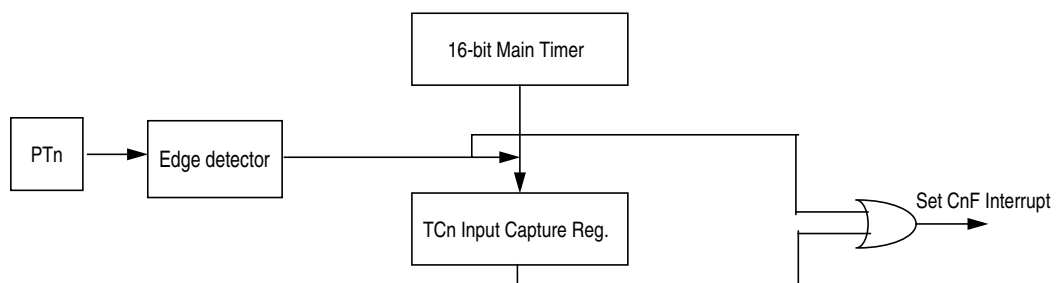 16-bit Main Timer
PTn
Edge detector
TCn Input Capture Reg.
Set CnF Interrupt